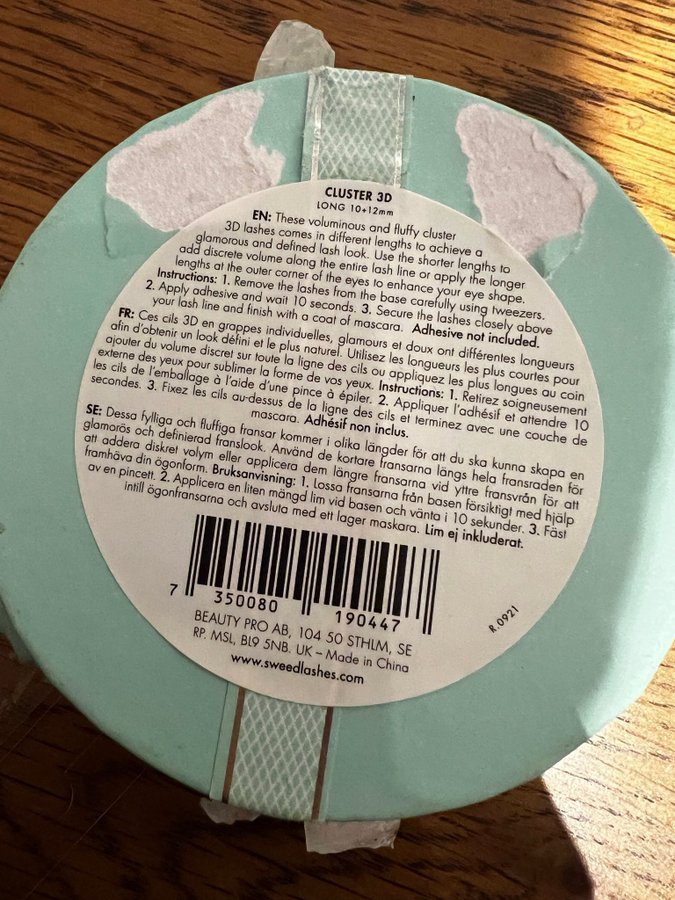 CLUSTER 3D
LONG 10+12mm
EN: These voluminous and fluffy cluster
3D lashes comes in different lengths to achieve a
glamorous and defined lash look. Use the shorter lengths to
add discrete volume along the entire lash line or apply the longer
lengths at the outer corner of the eyes to enhance your eye shape.
Instructions: 1. Remove the lashes from the base carefully using tweezers.
2. Apply adhesive and wait 10 seconds. 3. Secure the lashes closely above
your lash line and finish with a coat of mascara. Adhesive not included.
FR: Ces cils 3D en grappes individuelles, glamours et doux ont différentes longueurs
afin d'obtenir un look défini et le plus naturel. Utilisez les longueurs les plus courtes pour
ajouter du volume discret sur toute la ligne des cils ou appliquez les plus longues au coin
externe des yeux pour sublimer la forme de vos yeux. Instructions: 1. Retirez soigneusement
les cils de l'emballage à l'aide d'une pince à épiler. 2. Appliquer l'adhésif et attendre 10
secondes. 3. Fixez les cils au-dessus de la ligne des cils et terminez avec une couche de
mascara. Adhésif non inclus.
SE: Dessa fylliga och fluffiga fransar kommer i olika längder för att du ska kunna skapa en
glamorös och definierad franslook. Använd de kortare fransarna längs hela fransraden för
att addera diskret volym eller applicera dem längre fransarna vid yttre fransvrån för att
framhäva din ögonform. Bruksanvisning: 1. Lossa fransarna från basen försiktigt med hjälp
av en pincett. 2. Applicera en liten mängd lim vid basen och vänta i 10 sekunder. 3. Fäst
intill ögonfransarna och avsluta med ett lager maskara. Lim ej inkluderat.
7 350080 190447
R.0921
BEAUTY PRO AB, 104 50 STHLM, SE
RP. MSL, BL9 5NB. UK – Made in China
www.sweedlashes.com